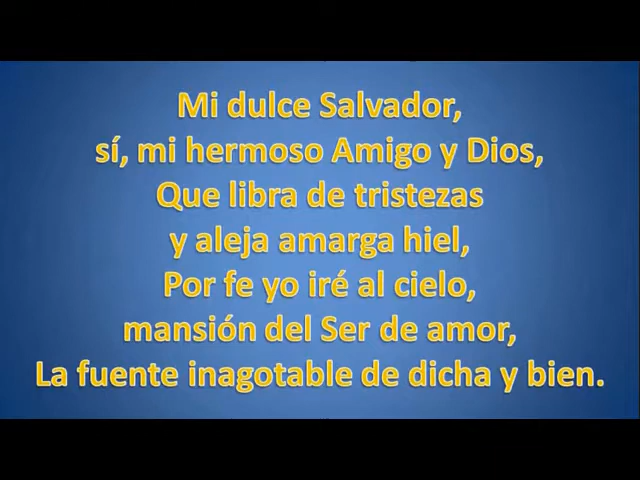 Mi dulce Salvador,
sí, mi hermoso Amigo y Dios,
Que libra de tristezas
y aleja amarga hiel,
Por fe yo iré al cielo,
mansión del Ser de amor,
La fuente inagotable de dicha y bien.